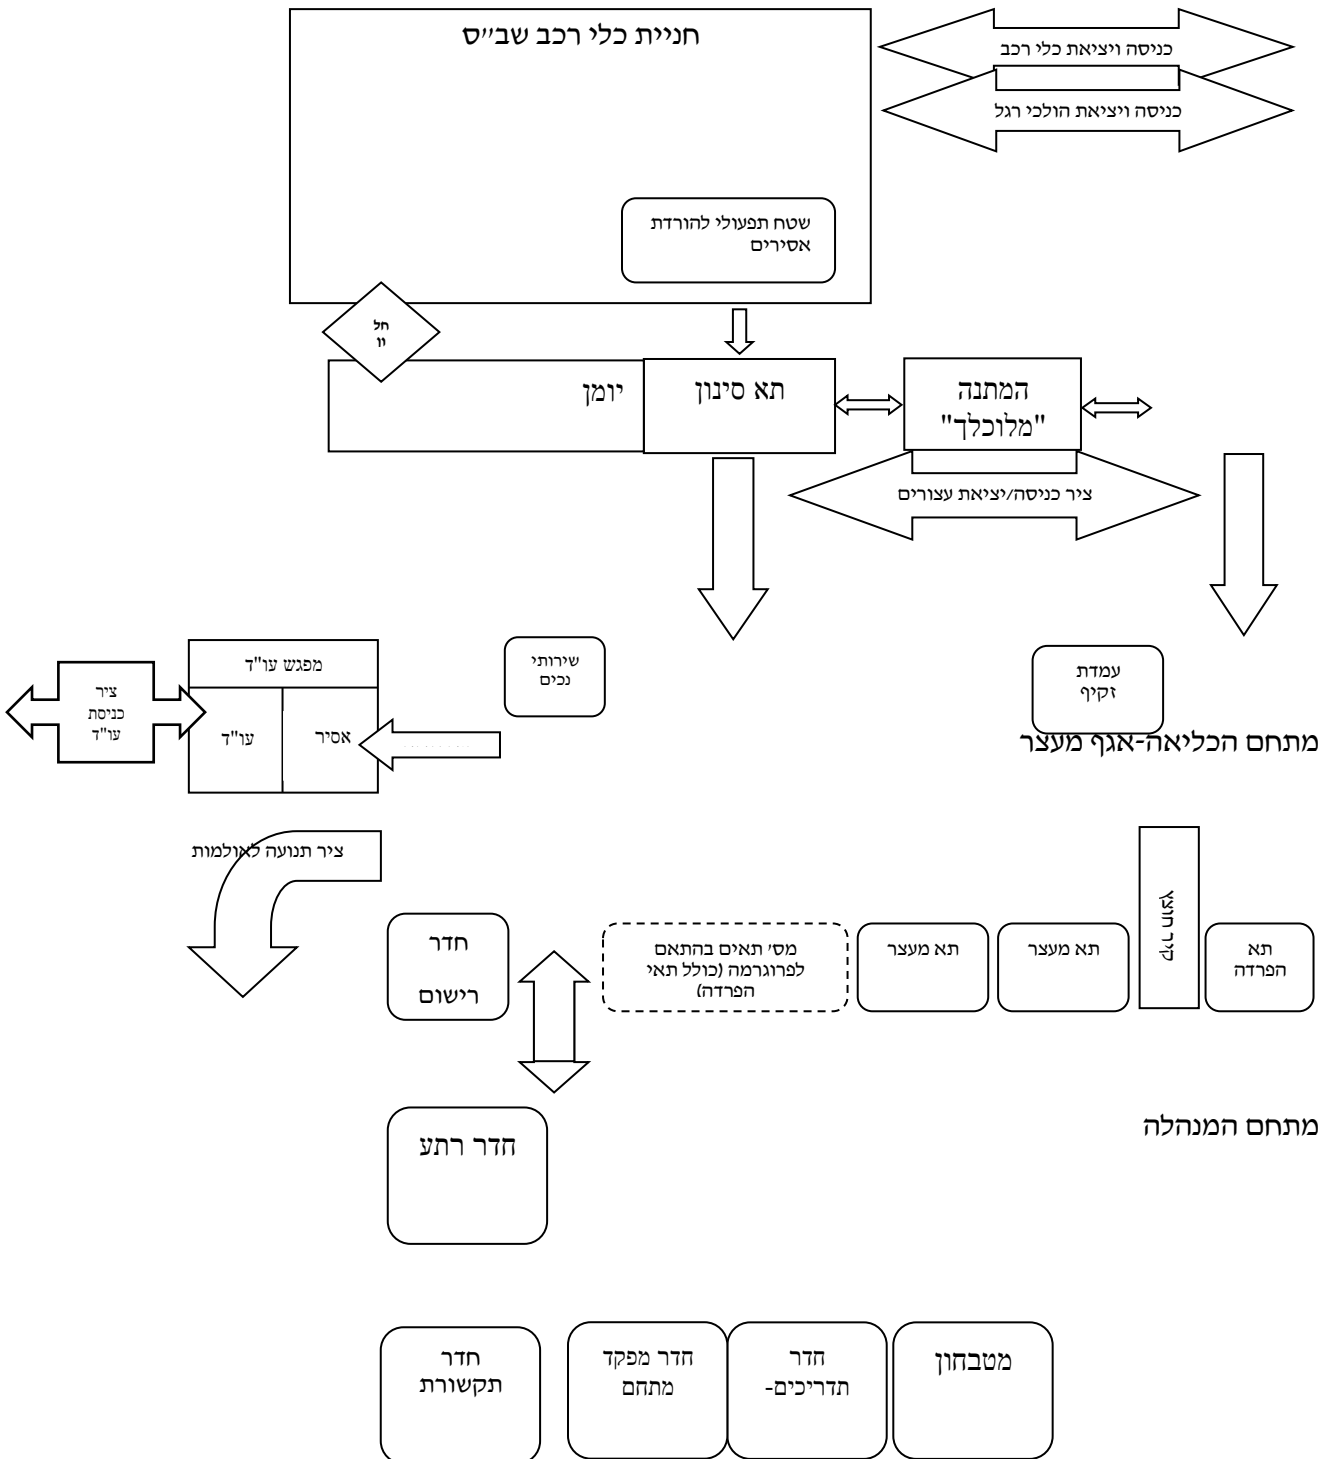 חניית כלי רכב שב״ס
כניסה ויציאת כלי רכב
כניסה ויציאת הולכי רגל
שטח תפעולי להורדת
אסירים
חל
ון
יומן
תא סינון
המתנה
"מלוכלך"
ציר כניסה/יציאת עצורים
מפגש עו"ד
עו"ד
אסיר
ציר
כניסת
עו"ד
שירותי
נכים
עמדת
זקיף
מתחם הכליאה-אגף מעצר
ציר תנועה לאולמות
קיר חוצץ
תא
הפרדה
תא מעצר
תא מעצר
מס׳ תאים בהתאם
לפרוגרמה (כולל תאי
הפרדה)
חדר
רישום
מתחם המנהלה
חדר רתע
מטבחון
חדר
תדריכים-
חדר מפקד
מתחם
חדר
תקשורת